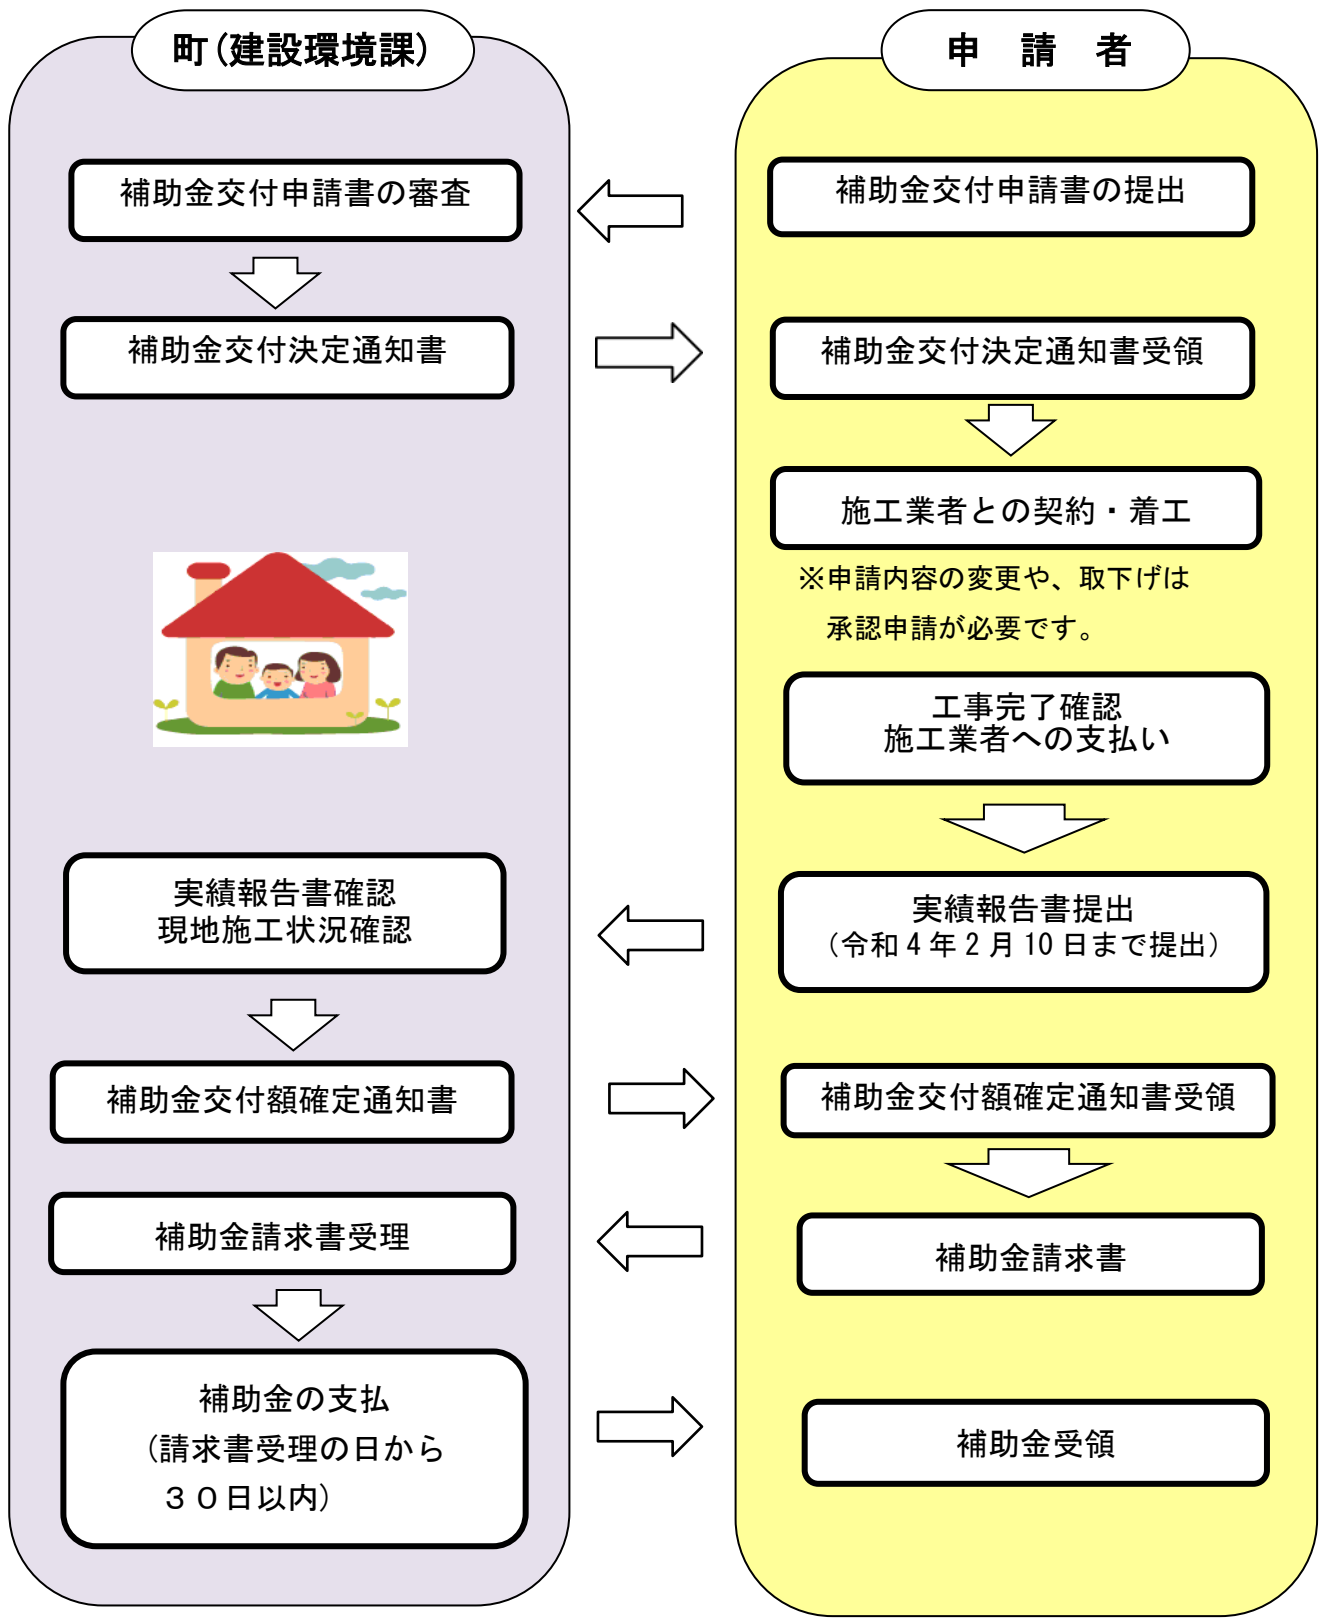 町(建設環境課)
申　請　者
補助金交付申請書の審査
補助金交付申請書の提出
補助金交付決定通知書
補助金交付決定通知書受領
施工業者との契約・着工
※申請内容の変更や、取下げは
承認申請が必要です。
工事完了確認
施工業者への支払い
実績報告書確認
現地施工状況確認
実績報告書提出
（令和４年２月10日まで提出）
補助金交付額確定通知書
補助金交付額確定通知書受領
補助金請求書受理
補助金請求書
補助金の支払
（請求書受理の日から
３０日以内）
補助金受領